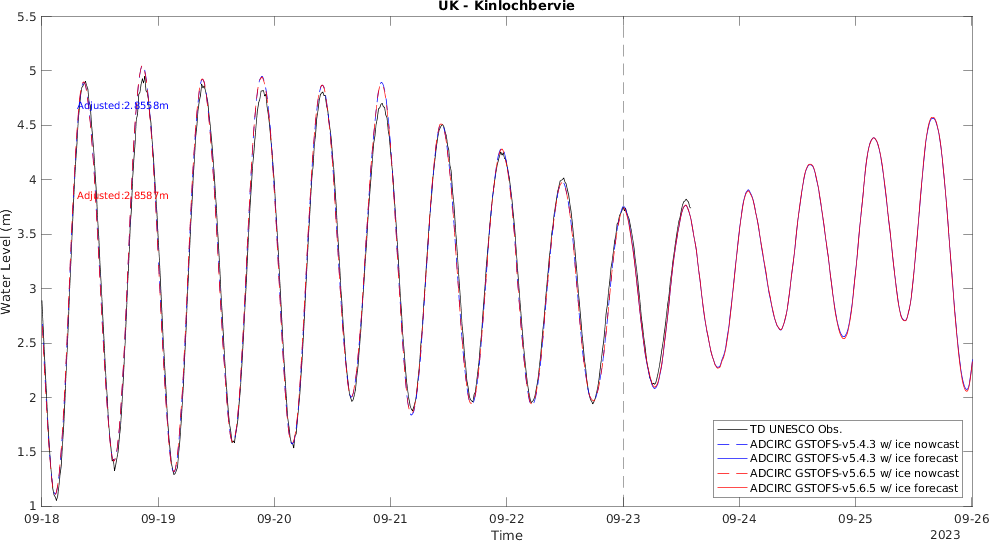 UK - Kinlochbervie
5.5
5
4.5
4
3.5
3
2.5
2
1.5
1
Water Level (m)
Adjusted:2.8558m
Adjusted:2.8587m
TD UNESCO Obs.
ADCIRC GSTOFS-v5.4.3 w/ ice nowcast
ADCIRC GSTOFS-v5.4.3 w/ ice forecast
ADCIRC GSTOFS-v5.6.5 w/ ice nowcast
ADCIRC GSTOFS-v5.6.5 w/ ice forecast
09-18 09-19 09-20 09-21 09-22 09-23 09-24 09-25 09-26
Time
2023